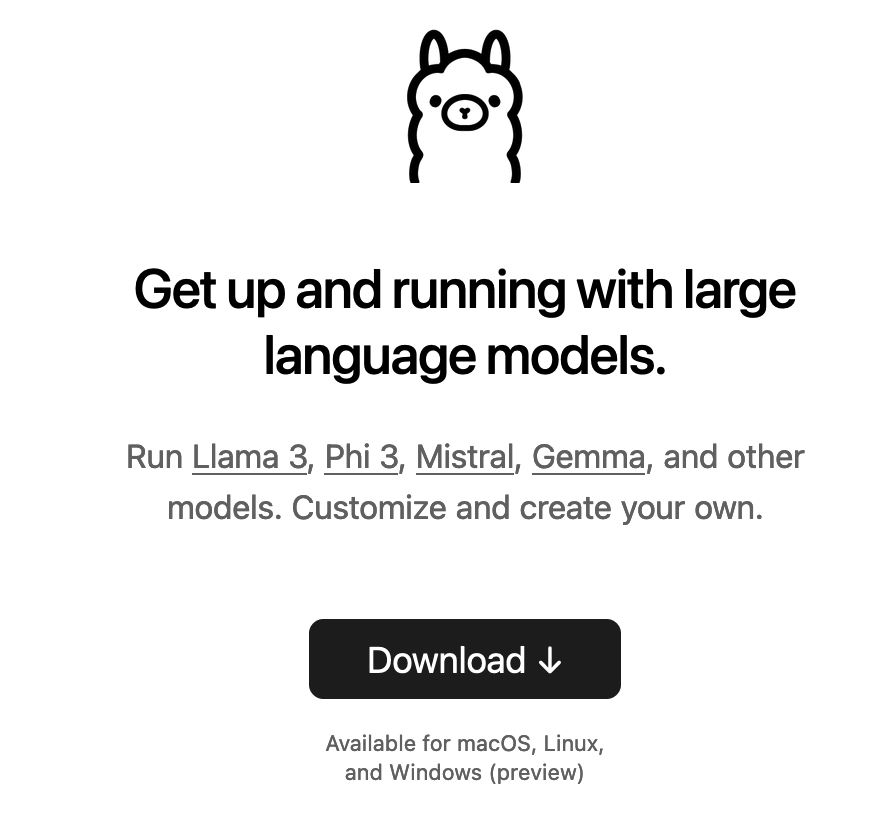 Get up and running with large
language models.
Run Llama 3, Phi 3, Mistral, Gemma, and other
models. Customize and create your own.
Download ↓
Available for macOS, Linux,
and Windows (preview)